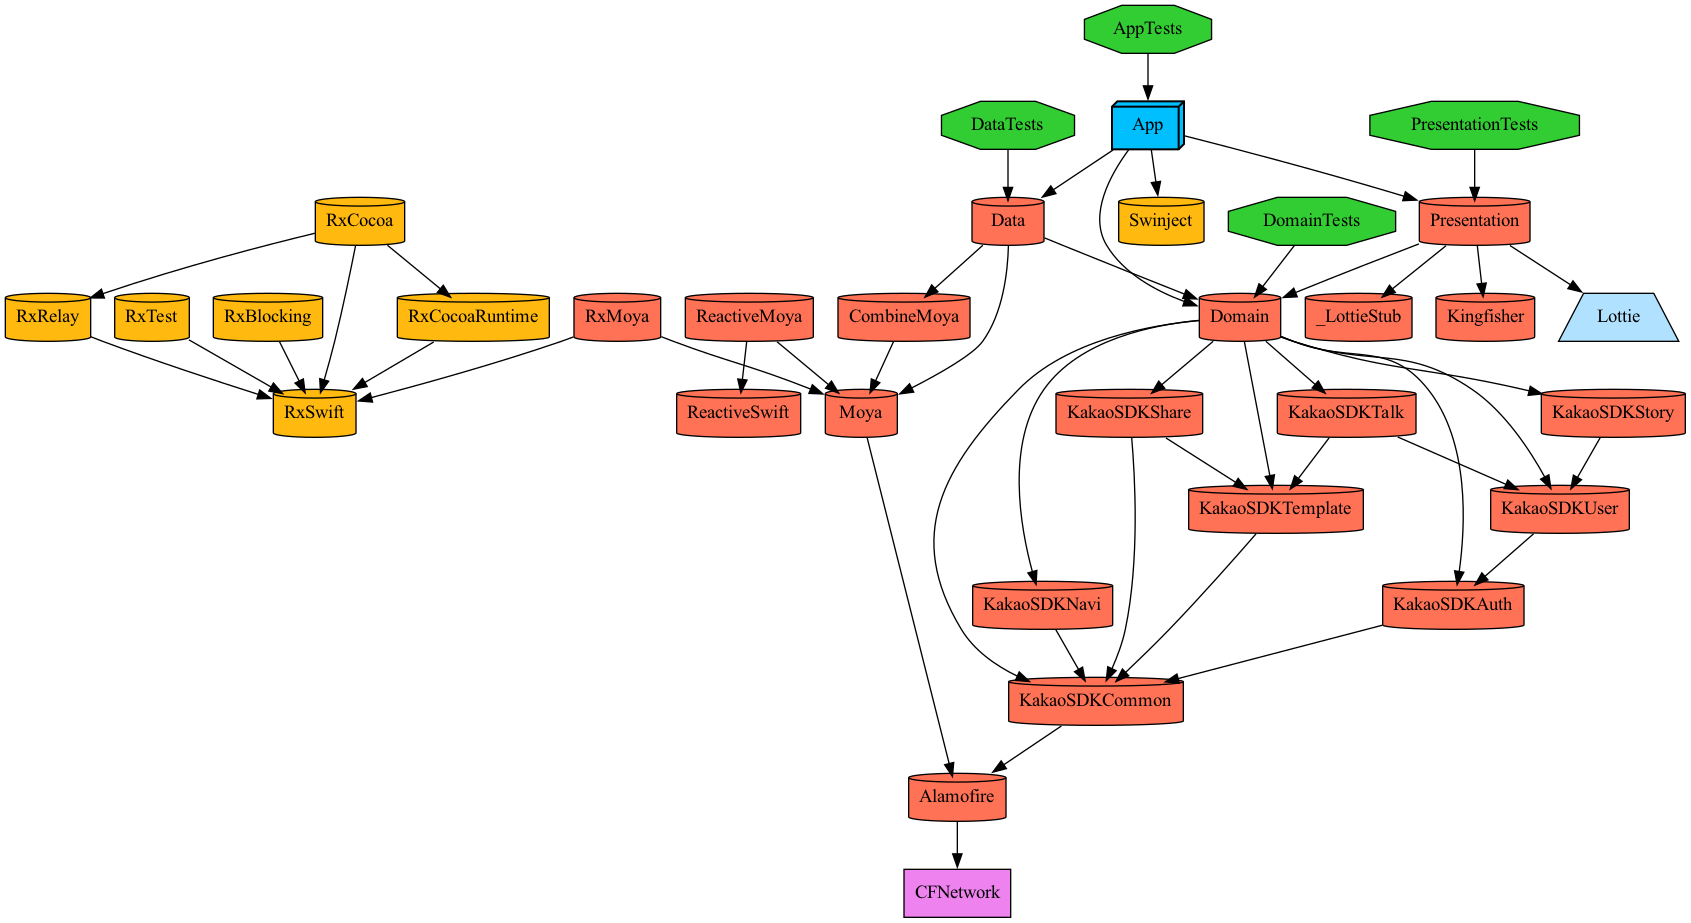 AppTests
DataTests
App
PresentationTests
RxCocoa
Data
Swinject
DomainTests
Presentation
RxRelay
RxTest
RxBlocking
RxCocoaRuntime
RxMoya
ReactiveMoya
CombineMoya
Domain
_LottieStub
Kingfisher
Lottie
RxSwift
ReactiveSwift
Moya
KakaoSDKShare
KakaoSDKTalk
KakaoSDKStory
KakaoSDKTemplate
KakaoSDKUser
KakaoSDKNavi
KakaoSDKAuth
KakaoSDKCommon
Alamofire
CFNetwork